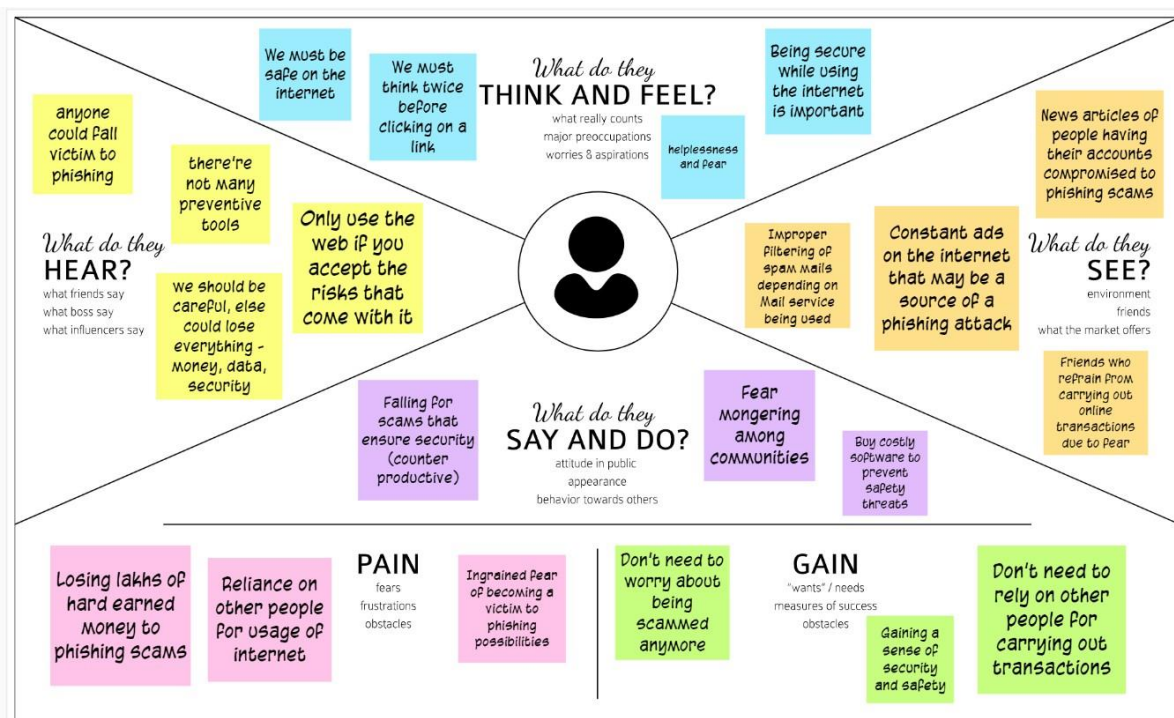 We must be
safe on the
internet
We must
think twice
before
clicking on a
link
What do they
THINK AND FEEL?
what really counts
major preoccupations
worries & aspirations
Being secure
while using
the internet
is important
helplessness
and fear
anyone
could fall
victim to
phishing
there're
not many
preventive
tools
Only use the
web if you
accept the
risks that
come with it
What do they
HEAR?
what friends say
what boss say
what influencers say
we should be
careful, else
could lose
everything -
money, data,
security
News articles of
people having
their accounts
compromised to
phishing scams
Improper
filtering of
spam mails
depending on
Mail service
being used
Constant ads
on the internet
that may be a
source of a
phishing attack
What do they
SEE?
environment
friends
what the market offers
Friends who
refrain from
carrying out
online
transactions
due to fear
Falling for
scams that
ensure security
(counter
productive)
What do they
SAY AND DO?
attitude in public
appearance
behavior towards others
Fear
mongering
among
communities
Buy costly
software to
prevent
safety
threats
Losing lakhs of
hard earned
money to
phishing scams
Reliance on
other people
for usage of
internet
PAIN
fears
frustrations
obstacles
Ingrained fear
of becoming a
victim to
phishing
possibilities
Don't need to
worry about
being
scammed
anymore
GAIN
"wants" / needs
measures of success
obstacles
Gaining a
sense of
security
and safety
Don't need to
rely on other
people for
carrying out
transactions